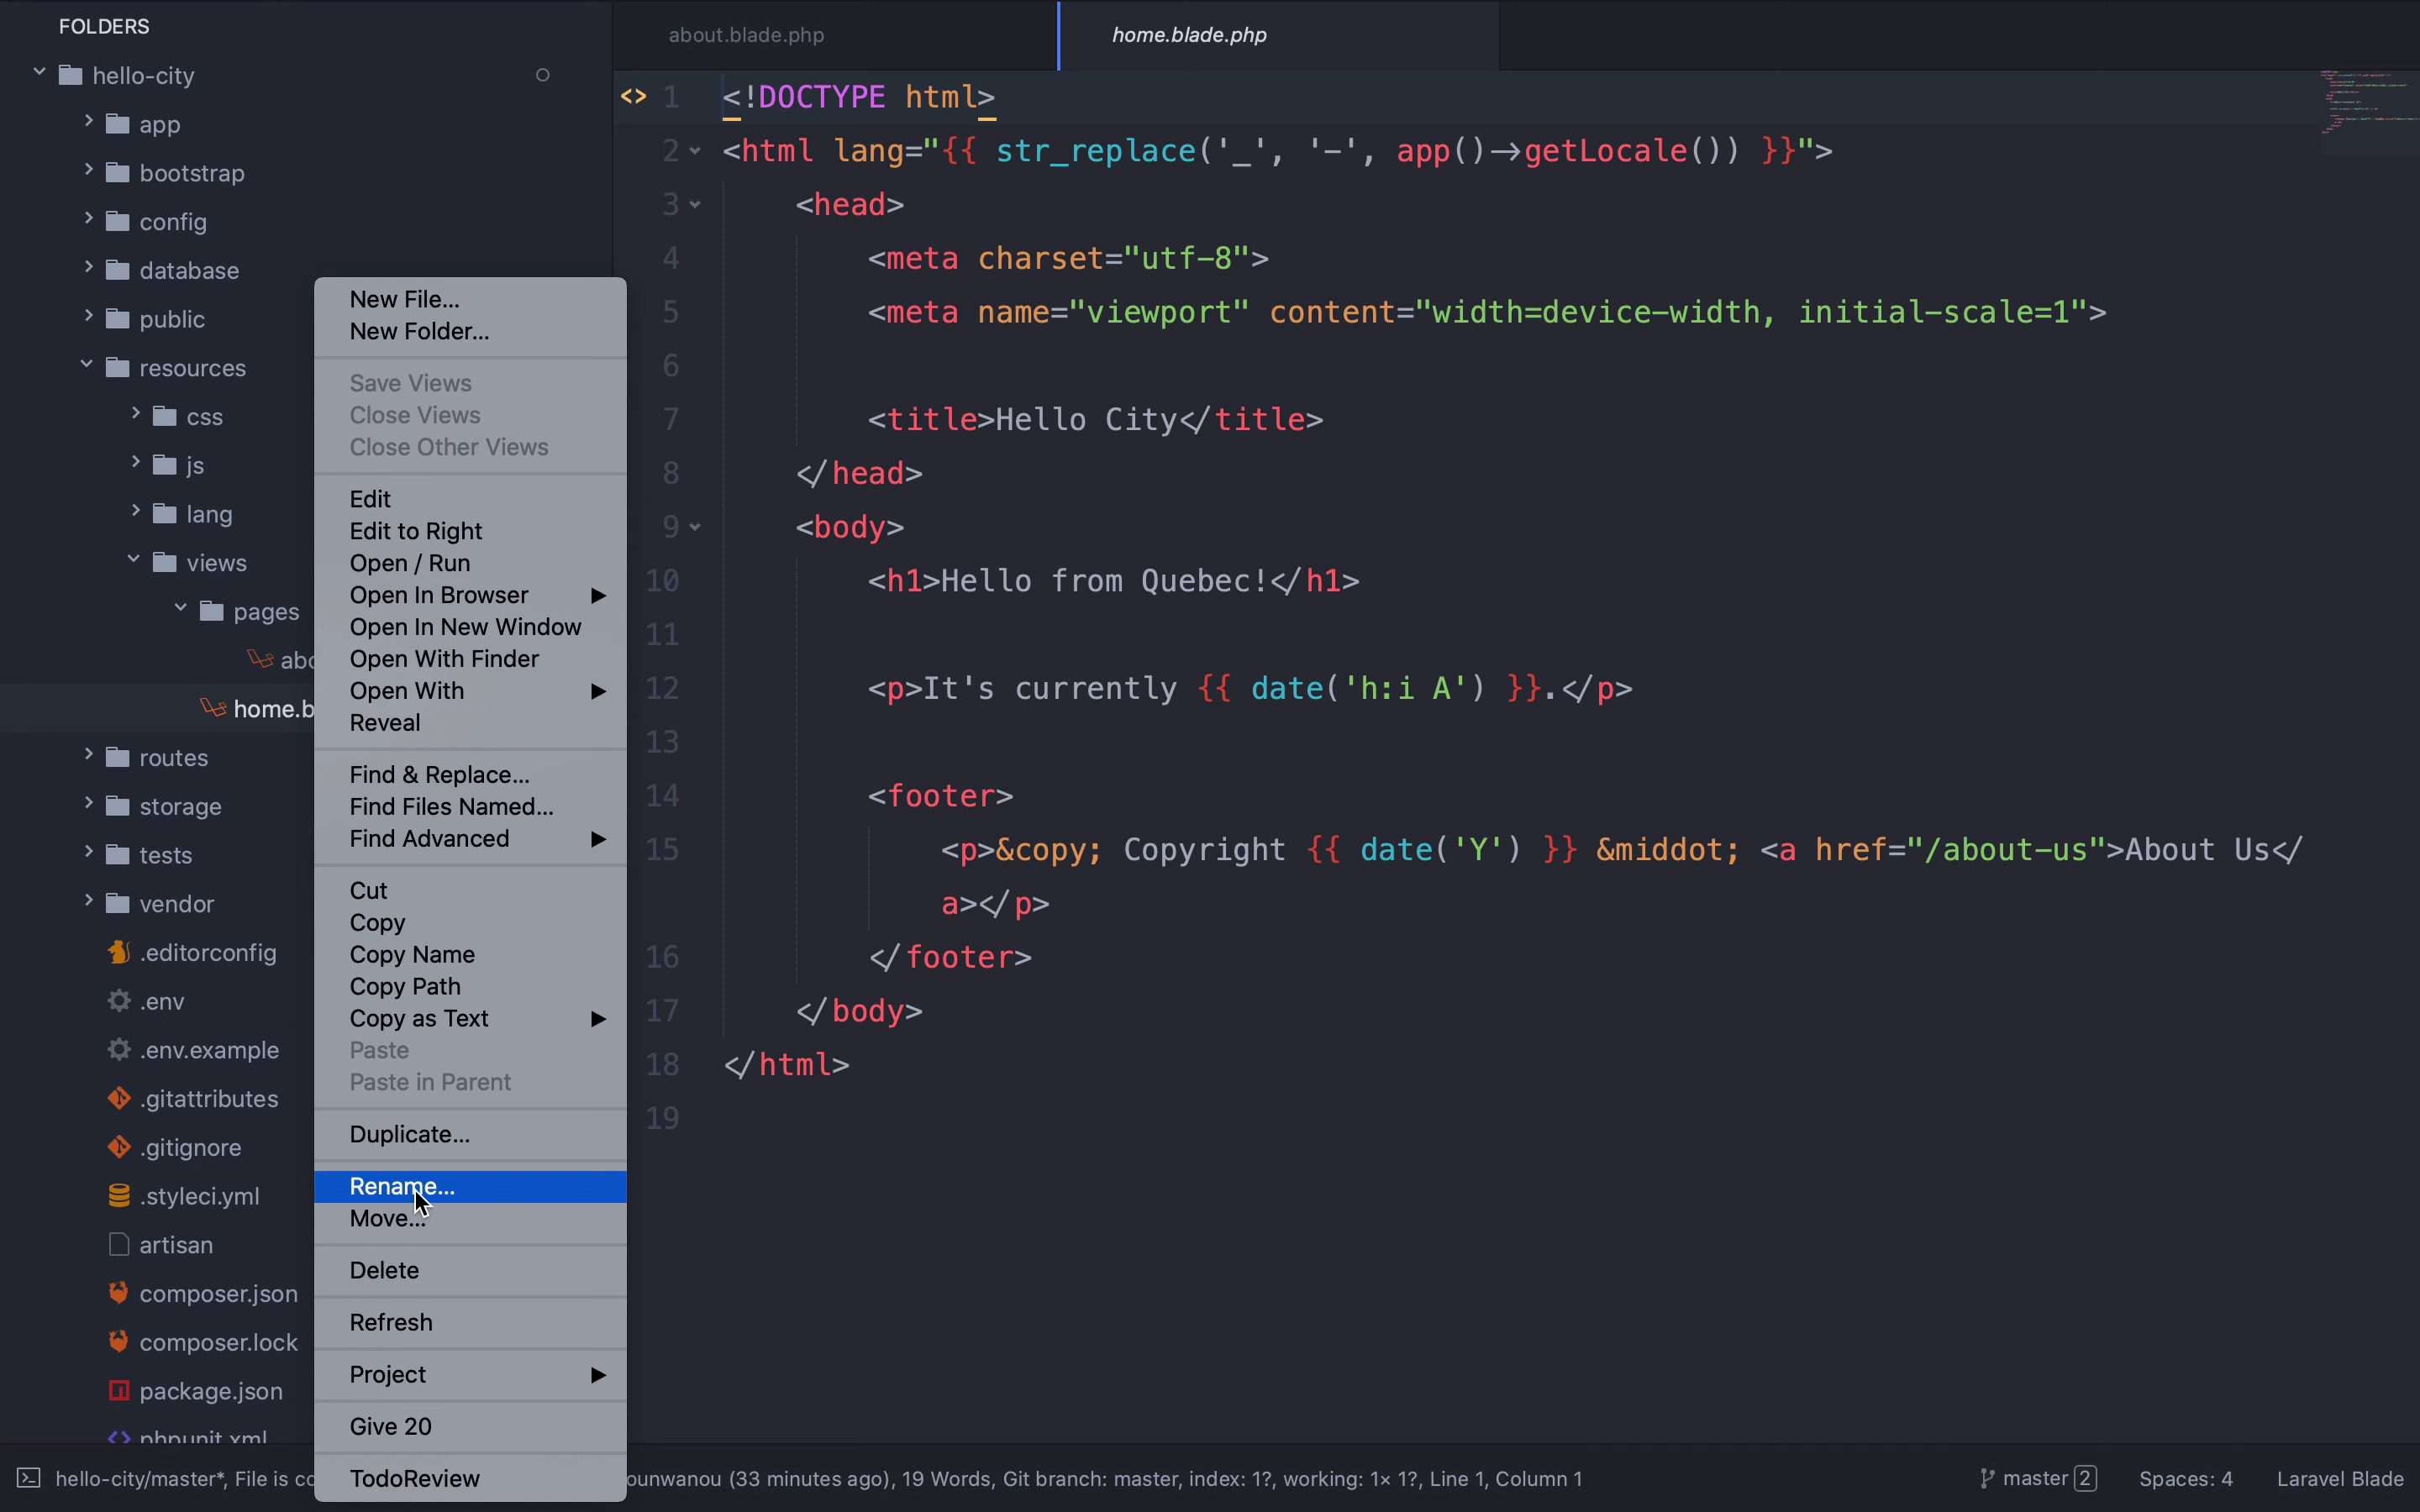 FOLDERS
hello-city
app
bootstrap
config
database
public
resources
css
js
lang
views
pages
abo
home.b
routes
storage
tests
vendor
.editorconfig
.env
.env.example
.gitattributes
.gitignore
.styleci.yml
artisan
composer.json
composer.lock
package.json
phpunit.xml
New File...
New Folder...
Save Views
Close Views
Close Other Views
Edit
Edit to Right
Open / Run
Open In Browser
Open In New Window
Open With Finder
Open With
Reveal
Find & Replace...
Find Files Named...
Find Advanced
Cut
Copy
Copy Name
Copy Path
Copy as Text
Paste
Paste in Parent
Duplicate...
Rename...
Move...
Delete
Refresh
Project
Give 20
TodoReview
about.blade.php
home.blade.php
1 <!DOCTYPE html>
2 <html lang="{{ str_replace('_', '-', app()->getLocale()) }}">
3 <head>
4 <meta charset="utf-8">
5 <meta name="viewport" content="width=device-width, initial-scale=1">
6
7 <title>Hello City</title>
8 </head>
9 <body>
10 <h1>Hello from Quebec!</h1>
11
12 <p>It's currently {{ date('h:i A') }}.</p>
13
14 <footer>
15 <p>&copy; Copyright {{ date('Y') }} &middot; <a href="/about-us">About Us</
a></p>
16 </footer>
17 </body>
18 </html>
19
hello-city/master*, File is co
ounwanou (33 minutes ago), 19 Words, Git branch: master, index: 1?, working: 1× 1?, Line 1, Column 1
master 2
Spaces: 4
Laravel Blade